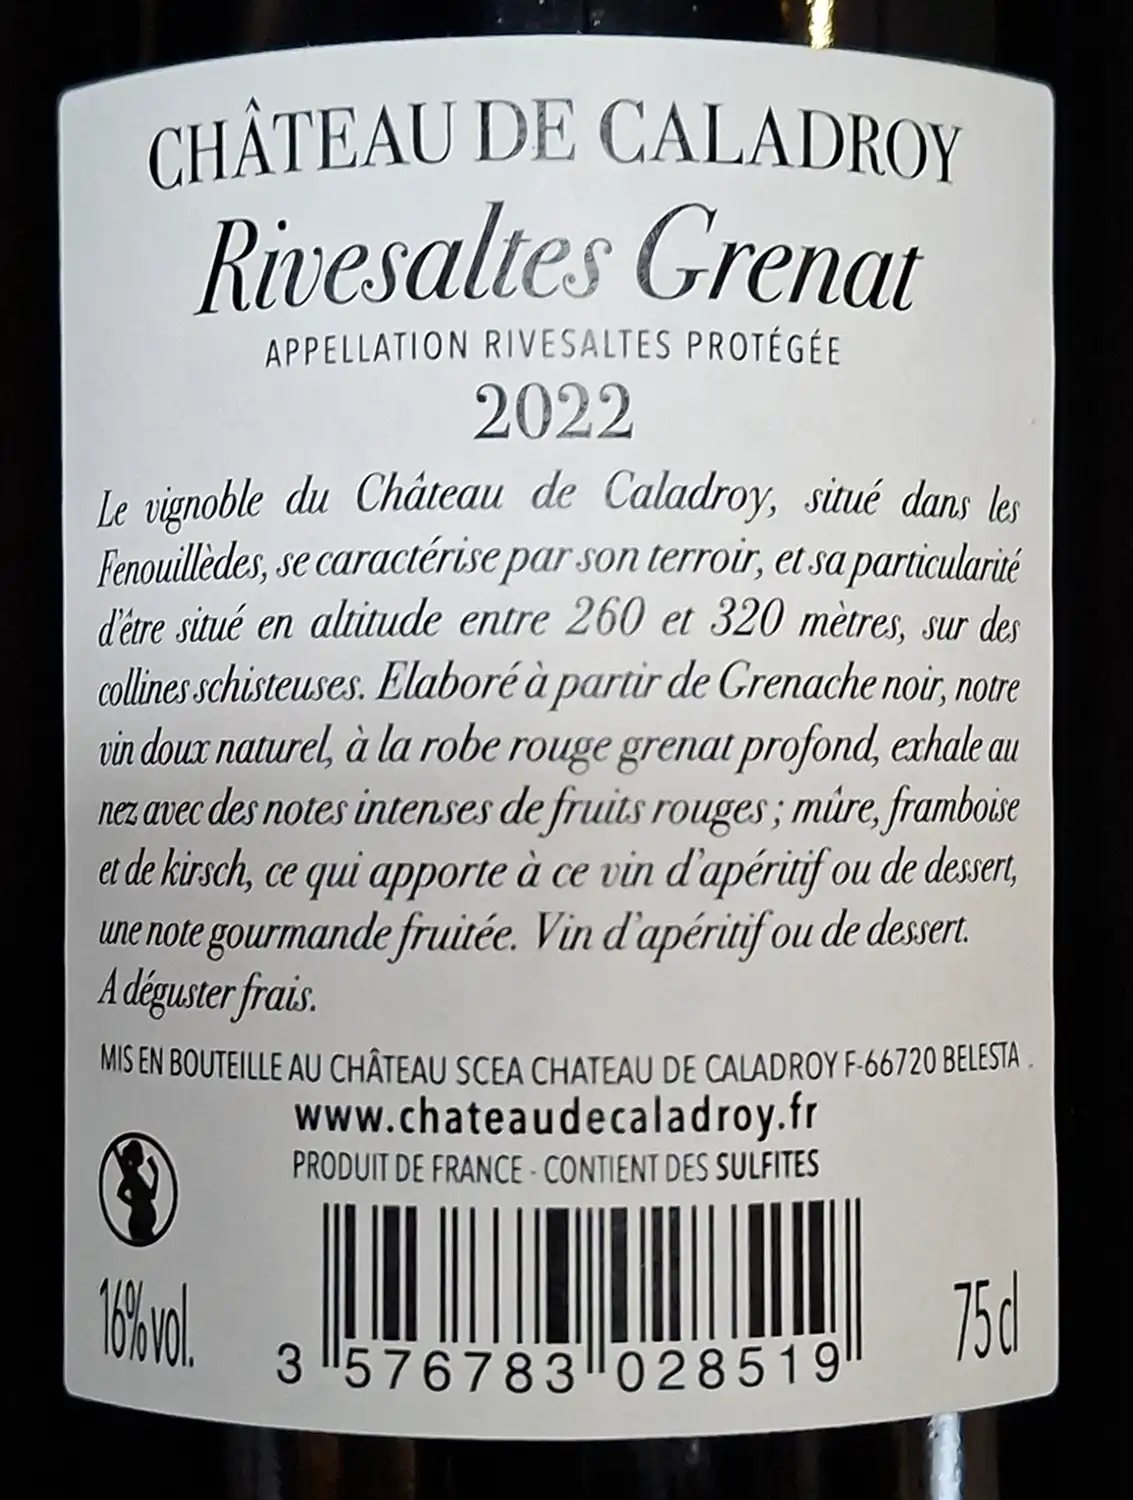 CHÂTEAU DE CALADROY
Rivesaltes Grenat
APPELLATION RIVESALTES PROTÉGÉE
2022
Le vignoble du Château de Caladroy, situé dans les
Fenouillèdes, se caractérise par son terroir, et sa particularité
d'être situé en altitude entre 260 et 320 mètres, sur des
collines schisteuses. Elaboré à partir de Grenache noir, notre
vin doux naturel, à la robe rouge grenat profond, exhale au
nez avec des notes intenses de fruits rouges ; mûre, framboise
et de kirsch, ce qui apporte à ce vin d'apéritif ou de dessert,
une note gourmande fruitée. Vin d'apéritif ou de dessert.
A déguster frais.
MIS EN BOUTEILLE AU CHÂTEAU SCEA CHATEAU DE CALADROY F-66720 BELESTA .
www.chateaudecaladroy.fr
PRODUIT DE FRANCE - CONTIENT DES SULFITES
16%vol.
3 576783 028519
75 cl